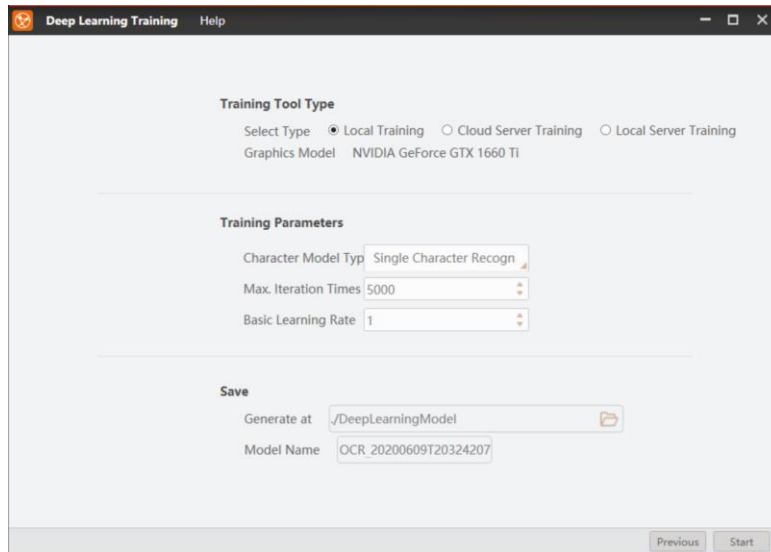 Deep Learning Training Help
Training Tool Type
Select Type Local Training Cloud Server Training Local Server Training
Graphics Model NVIDIA GeForce GTX 1660 Ti
Training Parameters
Character Model Typ Single Character Recogn
Max. Iteration Times 5000
Basic Learning Rate 1
Save
Generate at ./DeepLearningModel
Model Name OCR_20200609T20324207
Previous Start